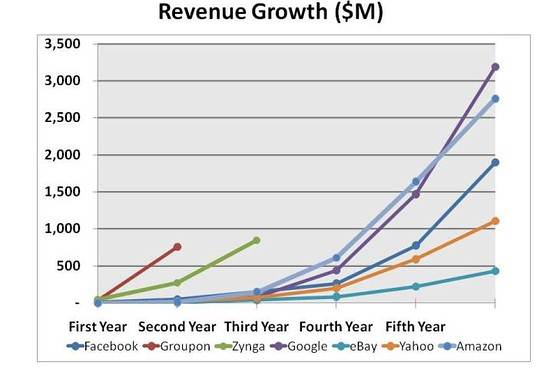 Revenue Growth ($M)
3,500
3,000
2,500
2,000
1,500
1,000
500
-
First Year Second Year Third Year Fourth Year Fifth Year
Facebook Groupon Zynga Google eBay Yahoo Amazon